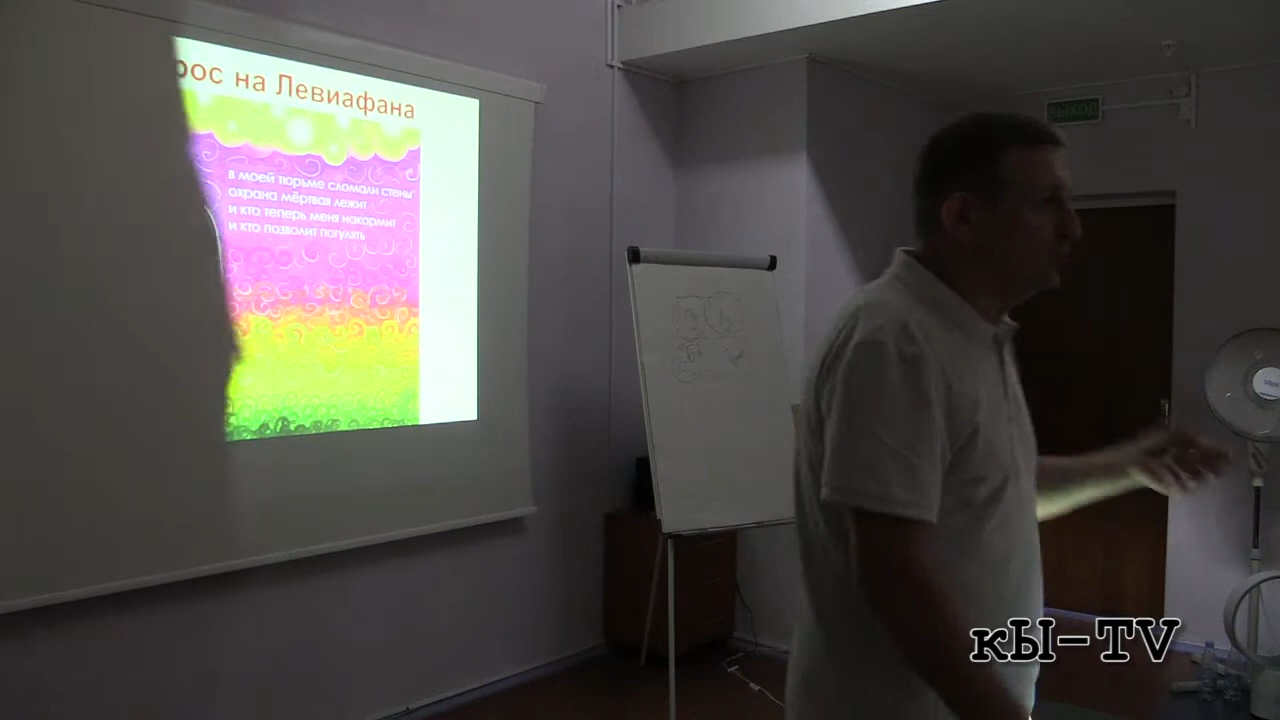 рос на Левиафана
в моей тюрьме сломали стены
охрана мёртвая лежит
и кто теперь меня накормит
и кто позволит погулять
ВЫХОД
кЫ-TV